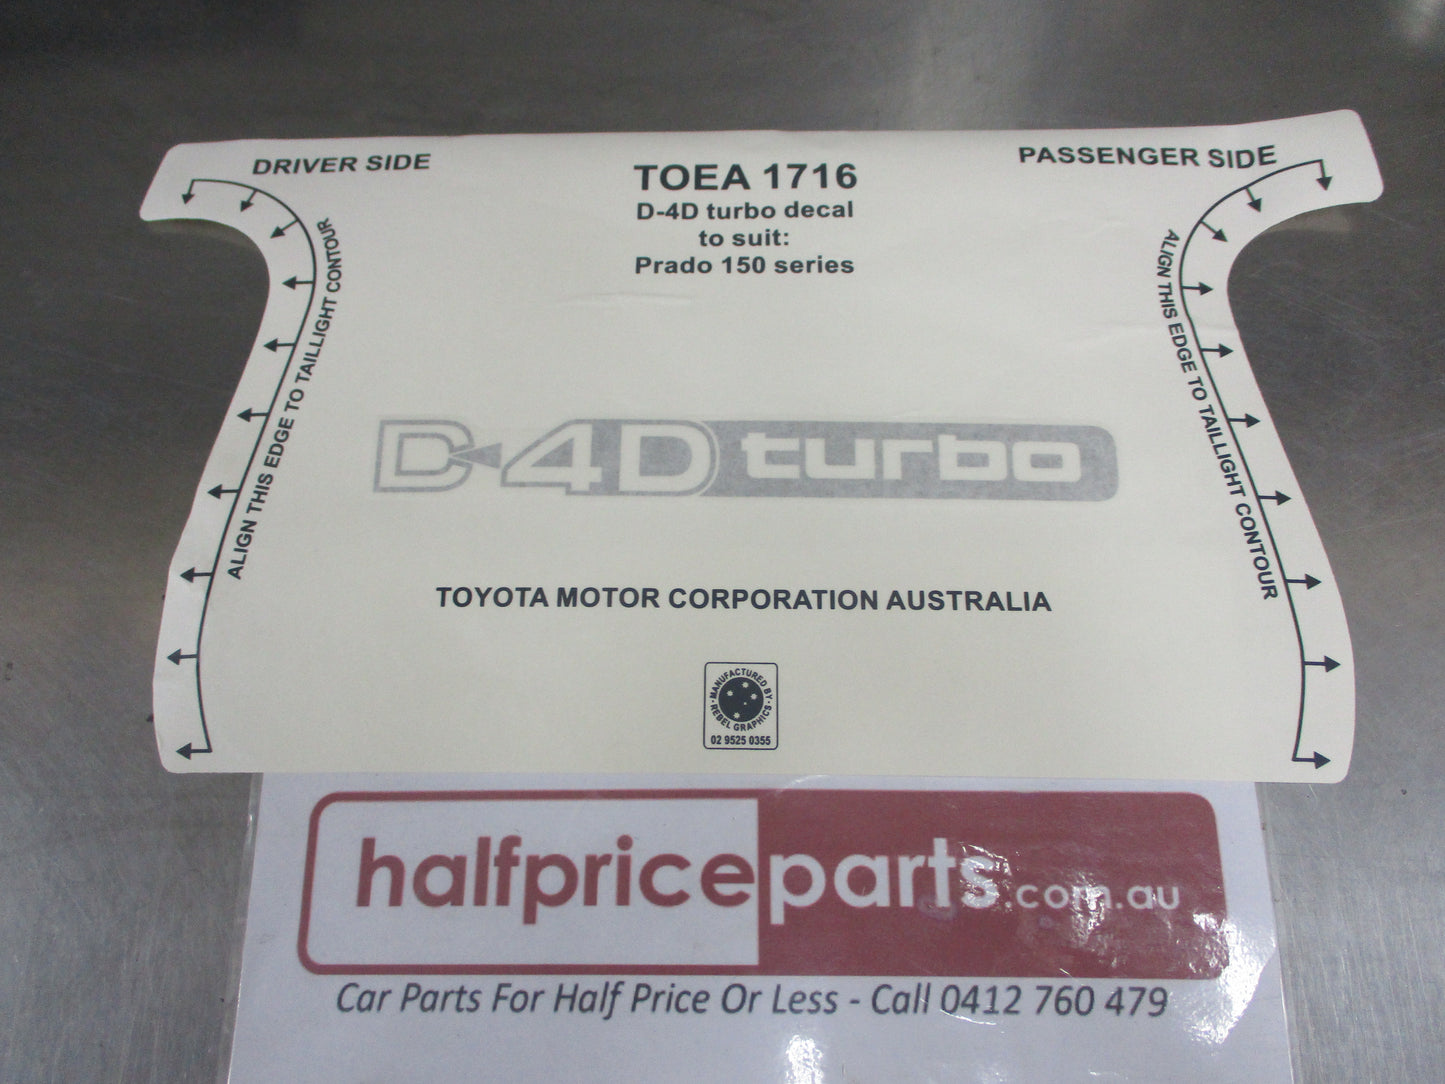 DRIVER SIDE
TOEA 1716
PASSENGER SIDE
D-4D turbo decal
to suit:
Prado 150 series
ALIGN THIS EDGE TO TAILLIGHT CONTOUR
ALIGN THIS EDGE TO TAILLIGHT CONTOUR
D-4D turbo
TOYOTA MOTOR CORPORATION AUSTRALIA
• MANUFACTURED BY •
REBEL GRAPHICS
02 9525 0355
halfpriceparts.com.au
Car Parts For Half Price Or Less - Call 0412 760 479